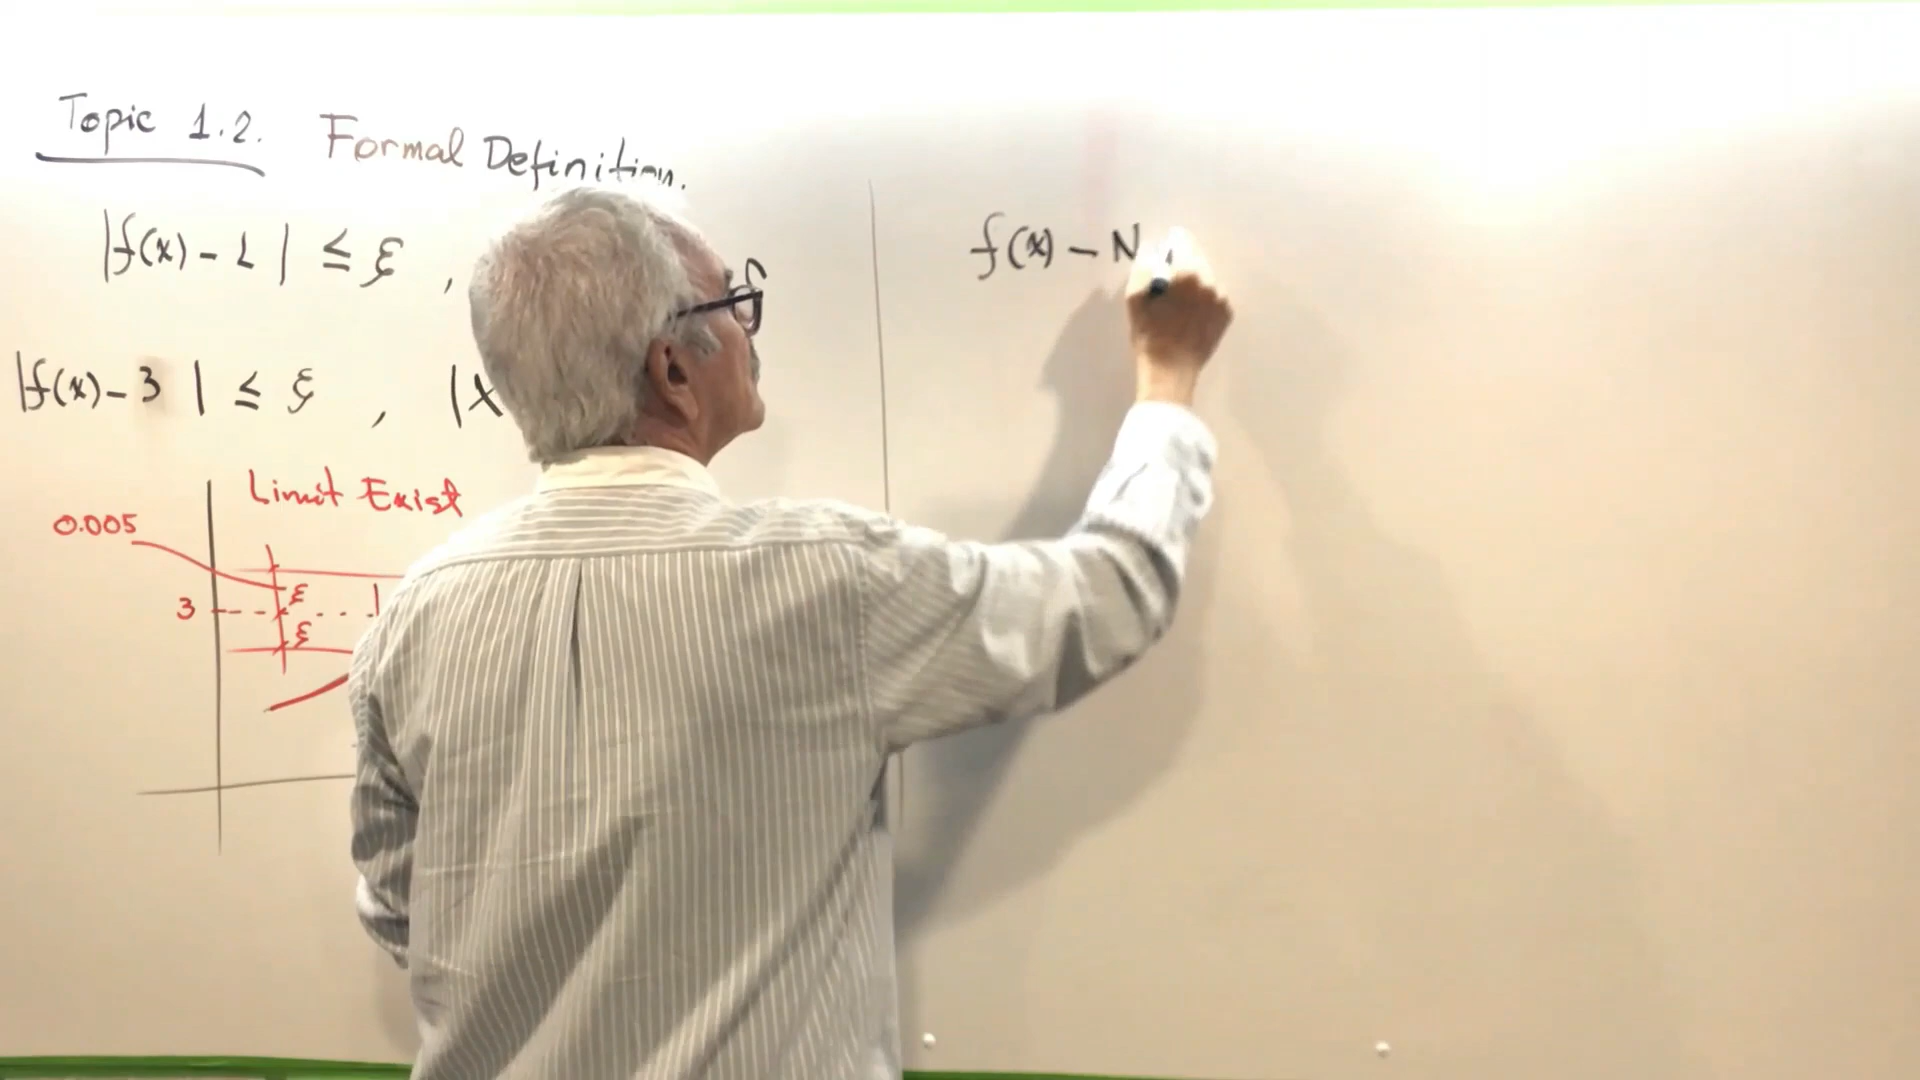 Topic 1.2. Formal Definition.
|f(x) - L| ≤ ξ ,
|f(x) - 3 | ≤ ξ , |x
Limit Exist
0.005
ξ
3
ξ
f(x) - N